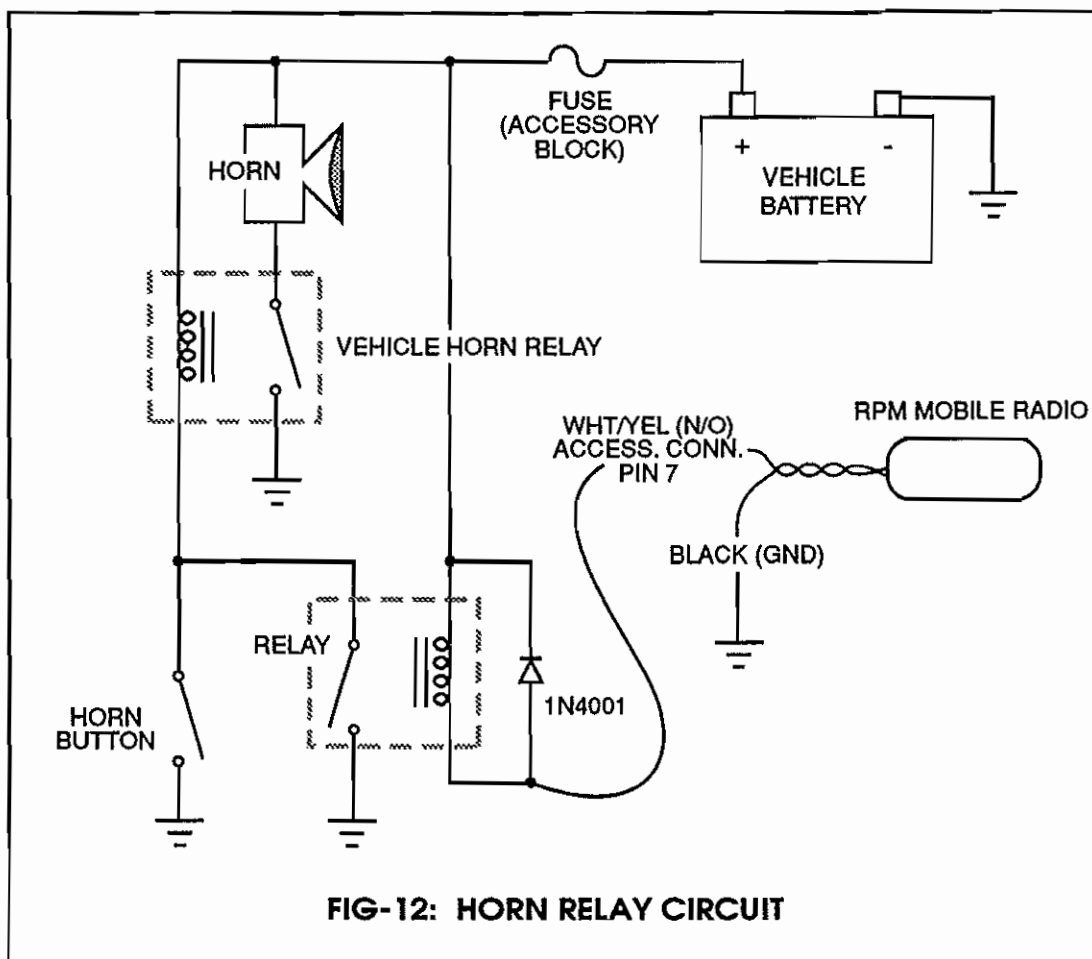 FUSE
(ACCESSORY
BLOCK)
+
-
VEHICLE
BATTERY
HORN
VEHICLE HORN RELAY
WHT/YEL (N/O)
ACCESS. CONN.
PIN 7
RPM MOBILE RADIO
BLACK (GND)
RELAY
HORN
BUTTON
1N4001
FIG-12: HORN RELAY CIRCUIT